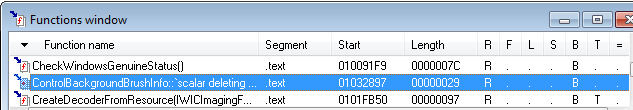 Functions window
Function name Segment Start Length R F L S B T =
CheckWindowsGenuineStatus() .text 010091F9 0000007C R . . . B T .
ControlBackgroundBrushInfo::`scalar deleting ... .text 01032897 00000029 R . . . B . .
CreateDecoderFromResource(IWICImagingF... .text 0101FB50 00000097 R . . . B T .